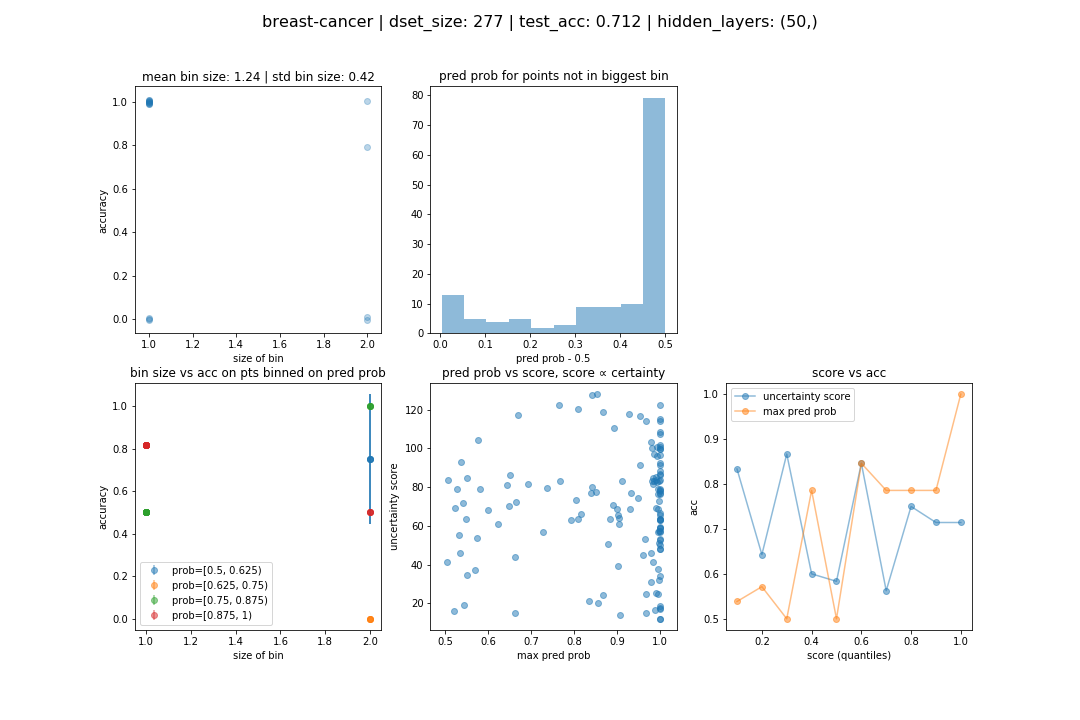 breast-cancer | dset_size: 277 | test_acc: 0.712 | hidden_layers: (50,)
mean bin size: 1.24 | std bin size: 0.42
accuracy
1.0
0.8
0.6
0.4
0.2
0.0
1.0 1.2 1.4 1.6 1.8 2.0
size of bin
pred prob for points not in biggest bin
80
70
60
50
40
30
20
10
0
0.0 0.1 0.2 0.3 0.4 0.5
pred prob - 0.5
bin size vs acc on pts binned on pred prob
accuracy
1.0
0.8
0.6
0.4
0.2
0.0
prob=[0.5, 0.625)
prob=[0.625, 0.75)
prob=[0.75, 0.875)
prob=[0.875, 1)
1.0 1.2 1.4 1.6 1.8 2.0
size of bin
pred prob vs score, score ∝ certainty
uncertainty score
120
100
80
60
40
20
0.5 0.6 0.7 0.8 0.9 1.0
max pred prob
score vs acc
acc
1.0
0.9
0.8
0.7
0.6
0.5
uncertainty score
max pred prob
0.2 0.4 0.6 0.8 1.0
score (quantiles)